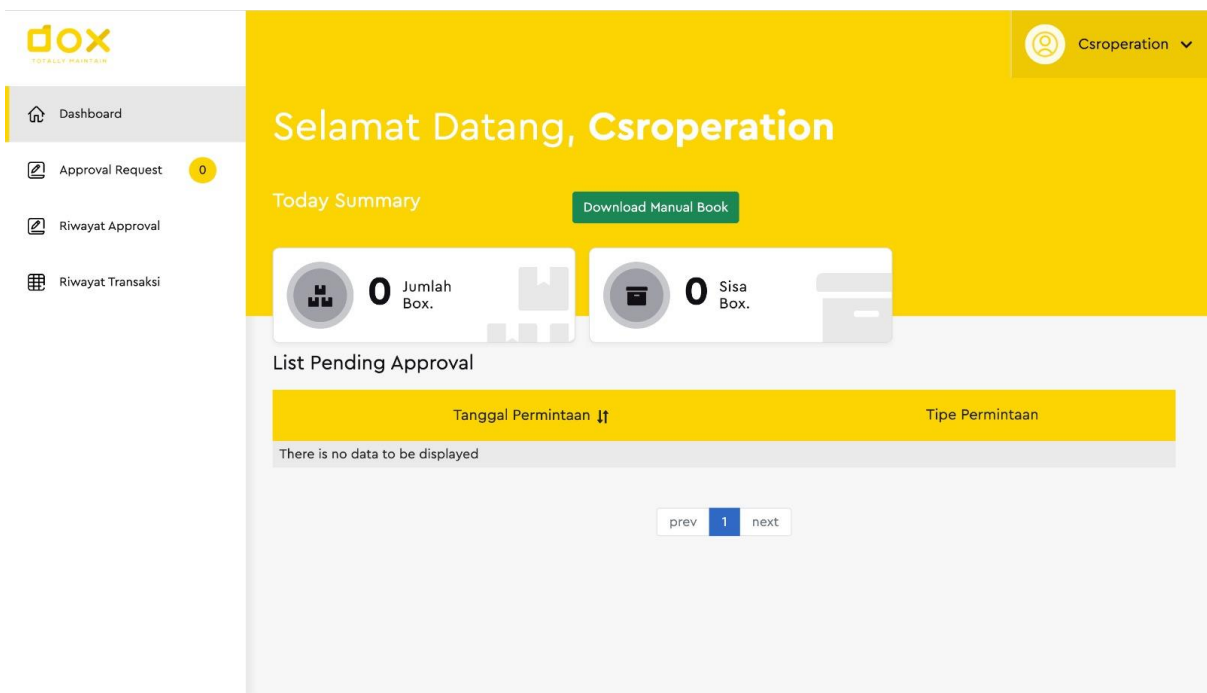 dox
TOTALLY MAINTAIN
Csroperation
Dashboard
Approval Request 0
Riwayat Approval
Riwayat Transaksi
Selamat Datang, Csroperation
Today Summary
Download Manual Book
0 Jumlah
Box.
0 Sisa
Box.
List Pending Approval
Tanggal Permintaan Tipe Permintaan
There is no data to be displayed
prev 1 next